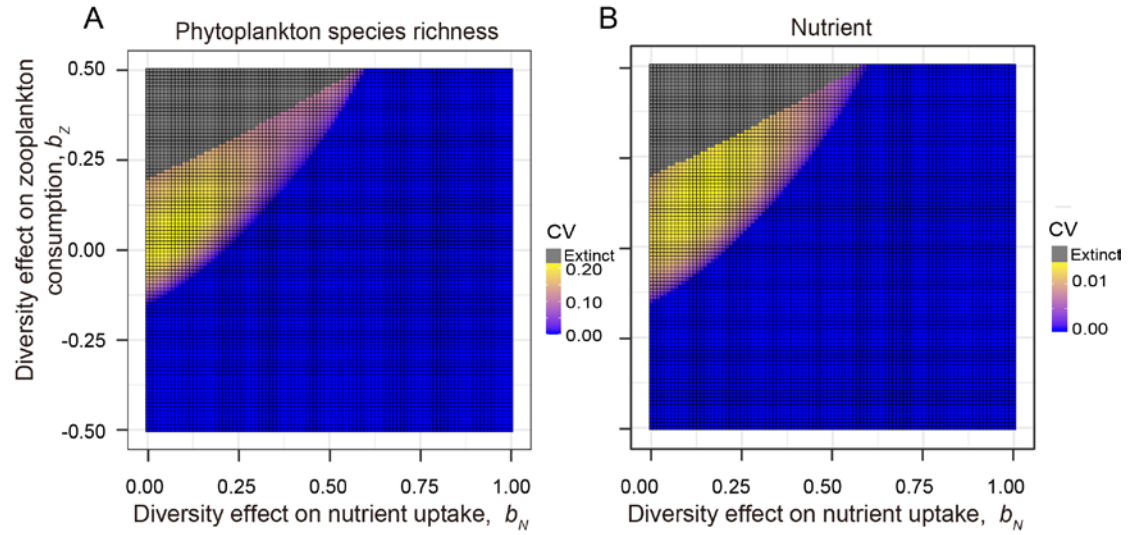 A
Phytoplankton species richness
Diversity effect on zooplankton
consumption, b_Z
0.50
0.25
0.00
-0.25
-0.50
CV
Extinct
0.20
0.10
0.00
0.00 0.25 0.50 0.75 1.00
Diversity effect on nutrient uptake, b_N
B
Nutrient
CV
Extinct
0.01
0.00
0.00 0.25 0.50 0.75 1.00
Diversity effect on nutrient uptake, b_N